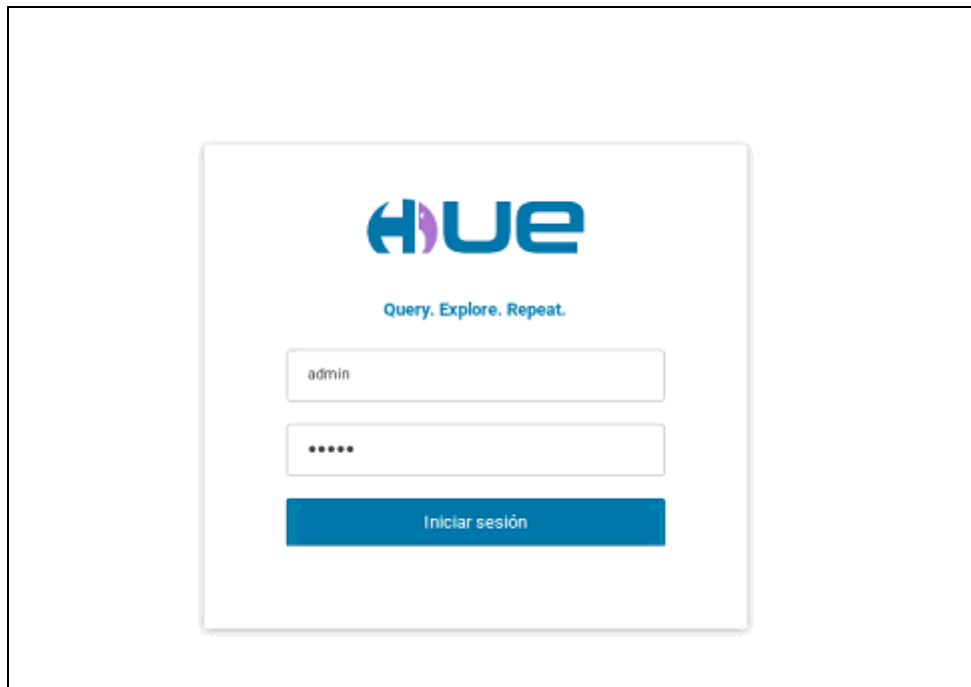 HUE
Query. Explore. Repeat.
admin
•••••
Iniciar sesión